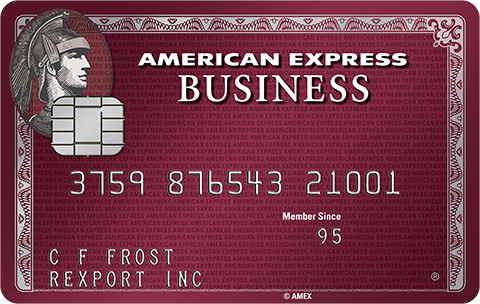 AMERICAN EXPRESS
BUSINESS
3759 876543 21001
Member Since
95
C F FROST
REXPORT INC
®
© AMEX